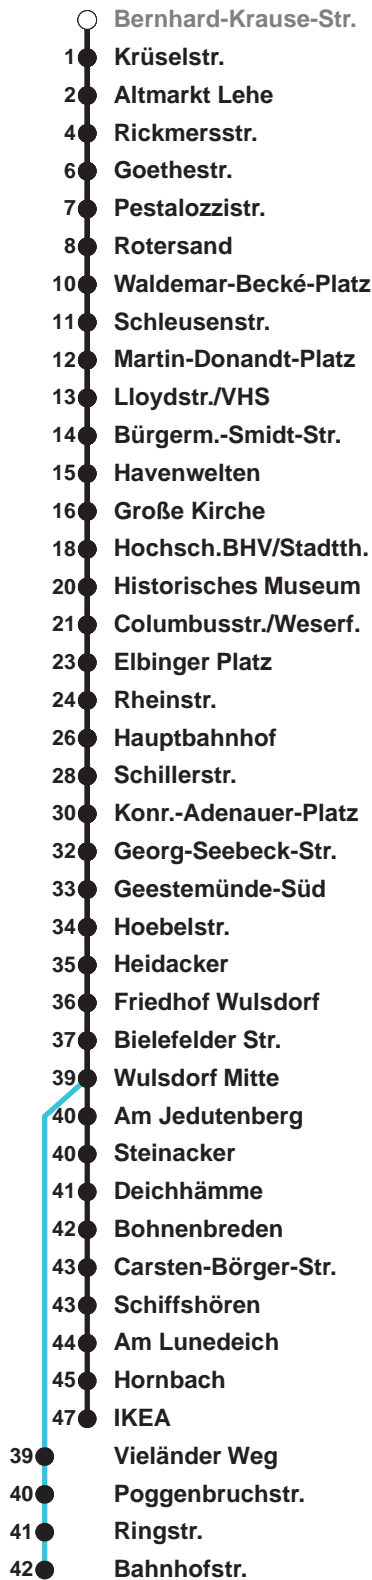 Bernhard-Krause-Str.
1 Krüselstr.
2 Altmarkt Lehe
4 Rickmersstr.
6 Goethestr.
7 Pestalozzistr.
8 Rotersand
10 Waldemar-Becké-Platz
11 Schleusenstr.
12 Martin-Donandt-Platz
13 Lloydstr./VHS
14 Bürgerm.-Smidt-Str.
15 Havenwelten
16 Große Kirche
18 Hochsch.BHV/Stadtth.
20 Historisches Museum
21 Columbusstr./Weserf.
23 Elbinger Platz
24 Rheinstr.
26 Hauptbahnhof
28 Schillerstr.
30 Konr.-Adenauer-Platz
32 Georg-Seebeck-Str.
33 Geestemünde-Süd
34 Hoebelstr.
35 Heidacker
36 Friedhof Wulsdorf
37 Bielefelder Str.
39 Wulsdorf Mitte
40 Am Jedutenberg
40 Steinacker
41 Deichhämme
42 Bohnenbreden
43 Carsten-Börger-Str.
43 Schiffshören
44 Am Lunedeich
45 Hornbach
47 IKEA
39 Vieländer Weg
40 Poggenbruchstr.
41 Ringstr.
42 Bahnhofstr.